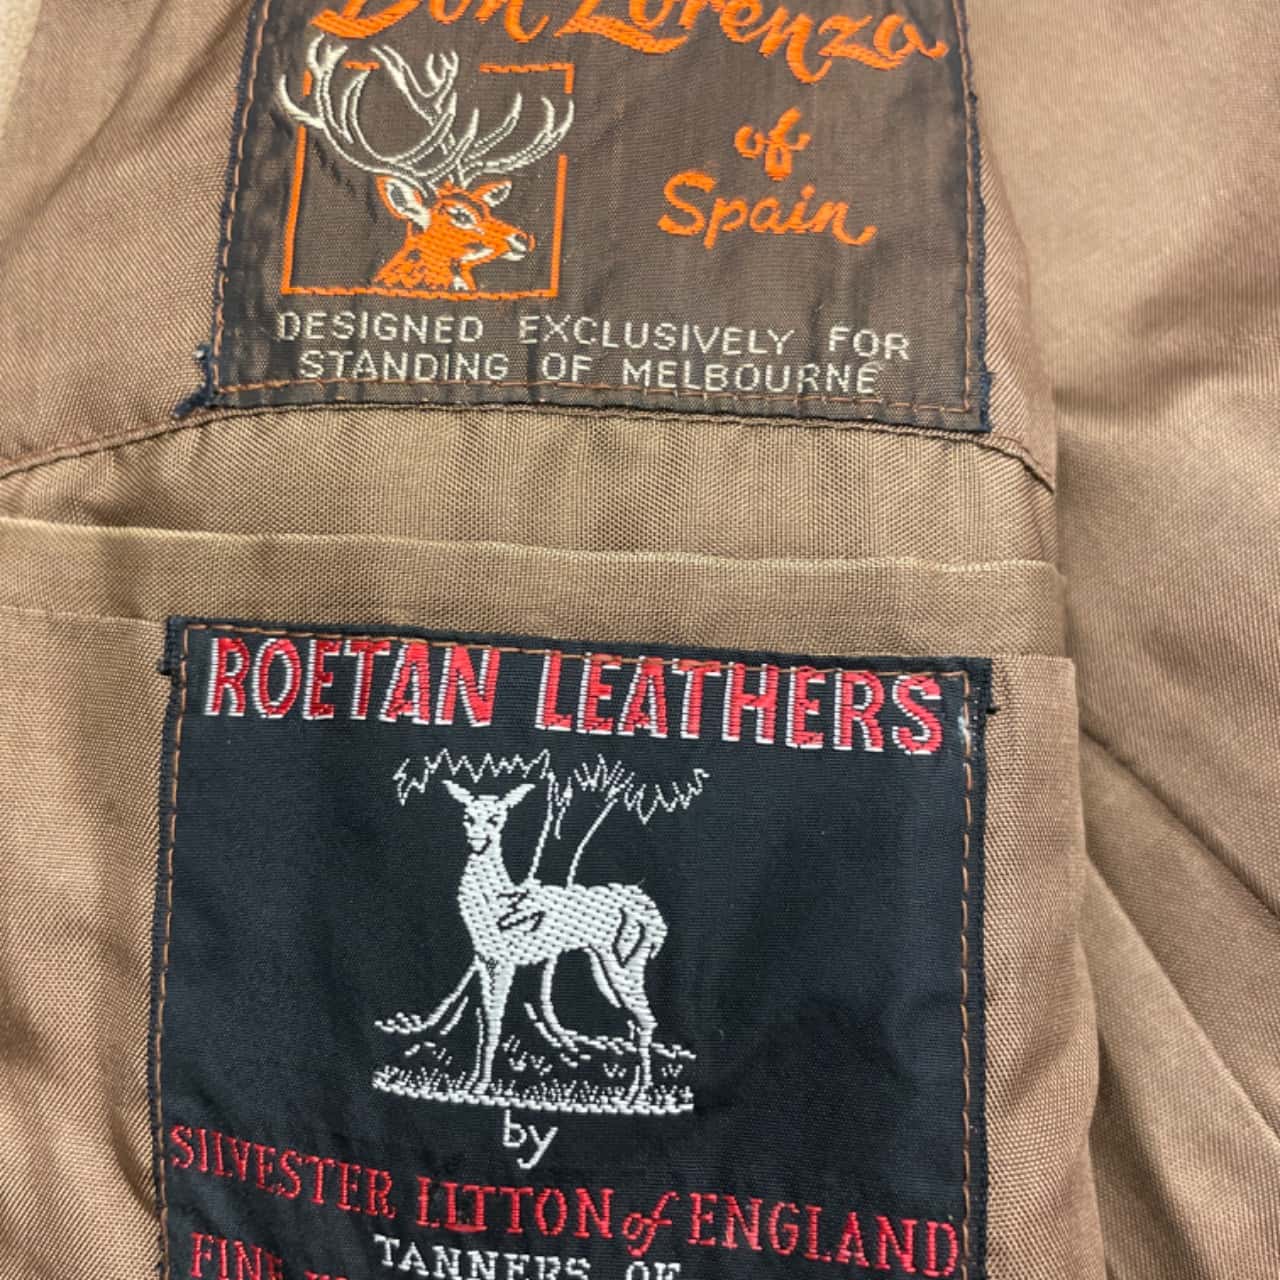 Don Lorenzo
of
Spain
DESIGNED EXCLUSIVELY FOR
STANDING OF MELBOURNE
ROETAN LEATHERS
by
SILVESTER LITTON of ENGLAND
TANNERS OF